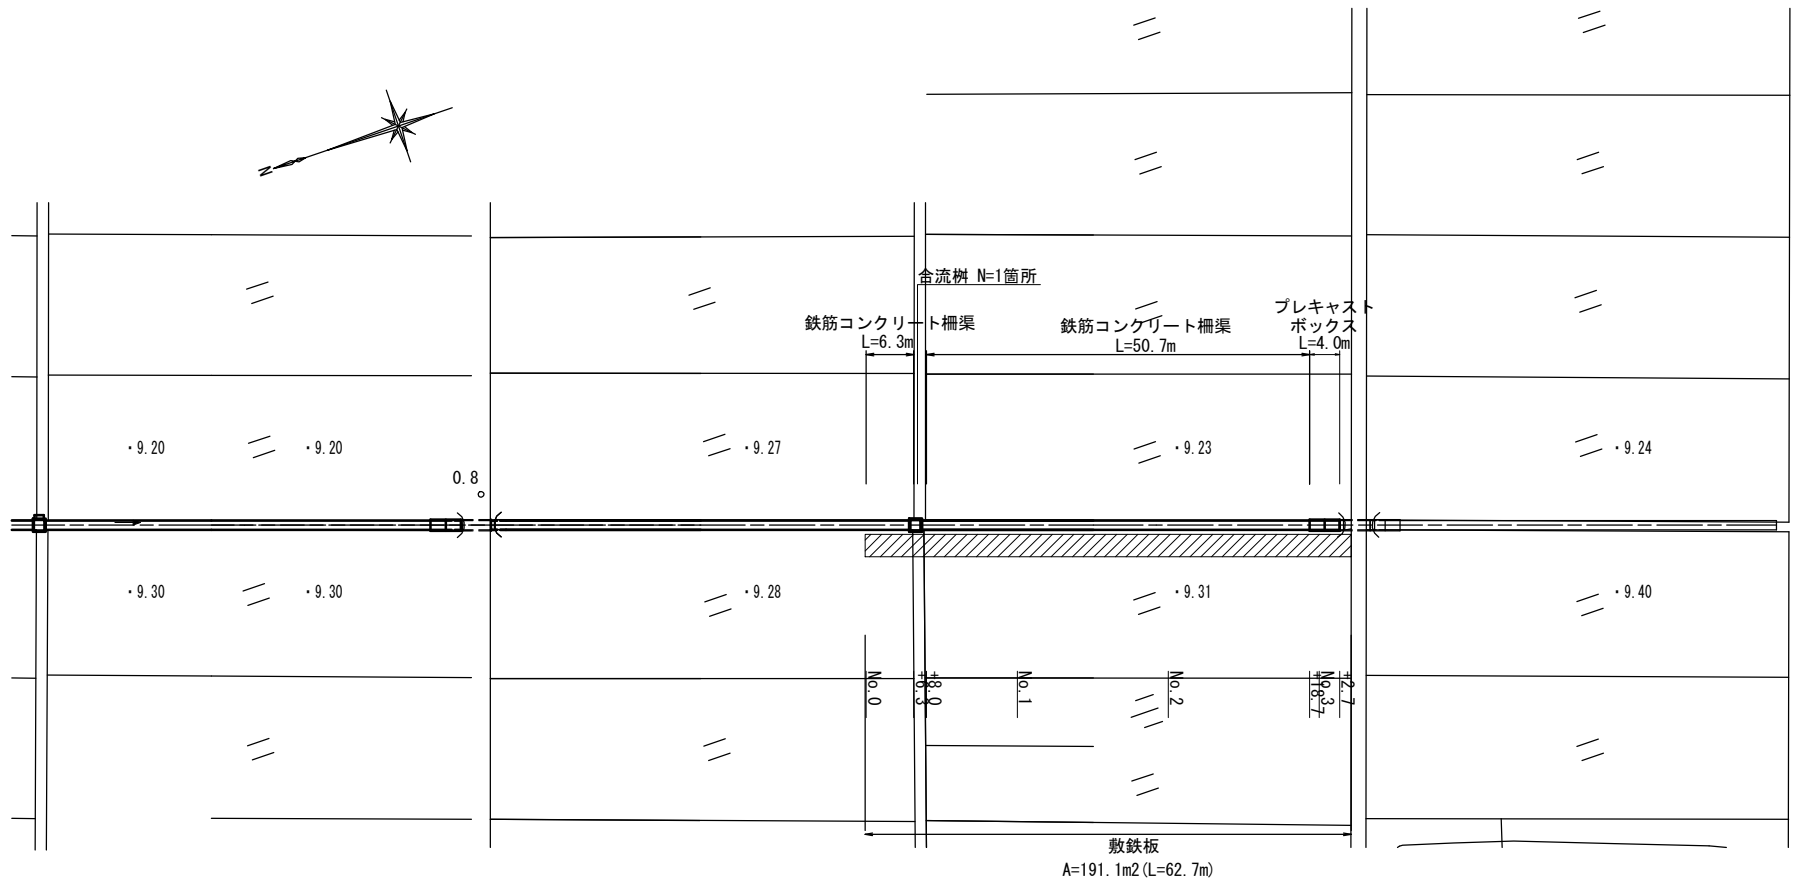 N
合流桝 N=1箇所
鉄筋コンクリート柵渠
L=6.3m
鉄筋コンクリート柵渠
L=50.7m
プレキャスト
ボックス
L=4.0m
・9.20
・9.20
・9.27
・9.23
・9.24
0.8
・9.30
・9.30
・9.28
・9.31
・9.40
No.0
+6.3
+8.0
No.1
No.2
+18.7
No.3
+2.7
敷鉄板
A=191.1m2(L=62.7m)